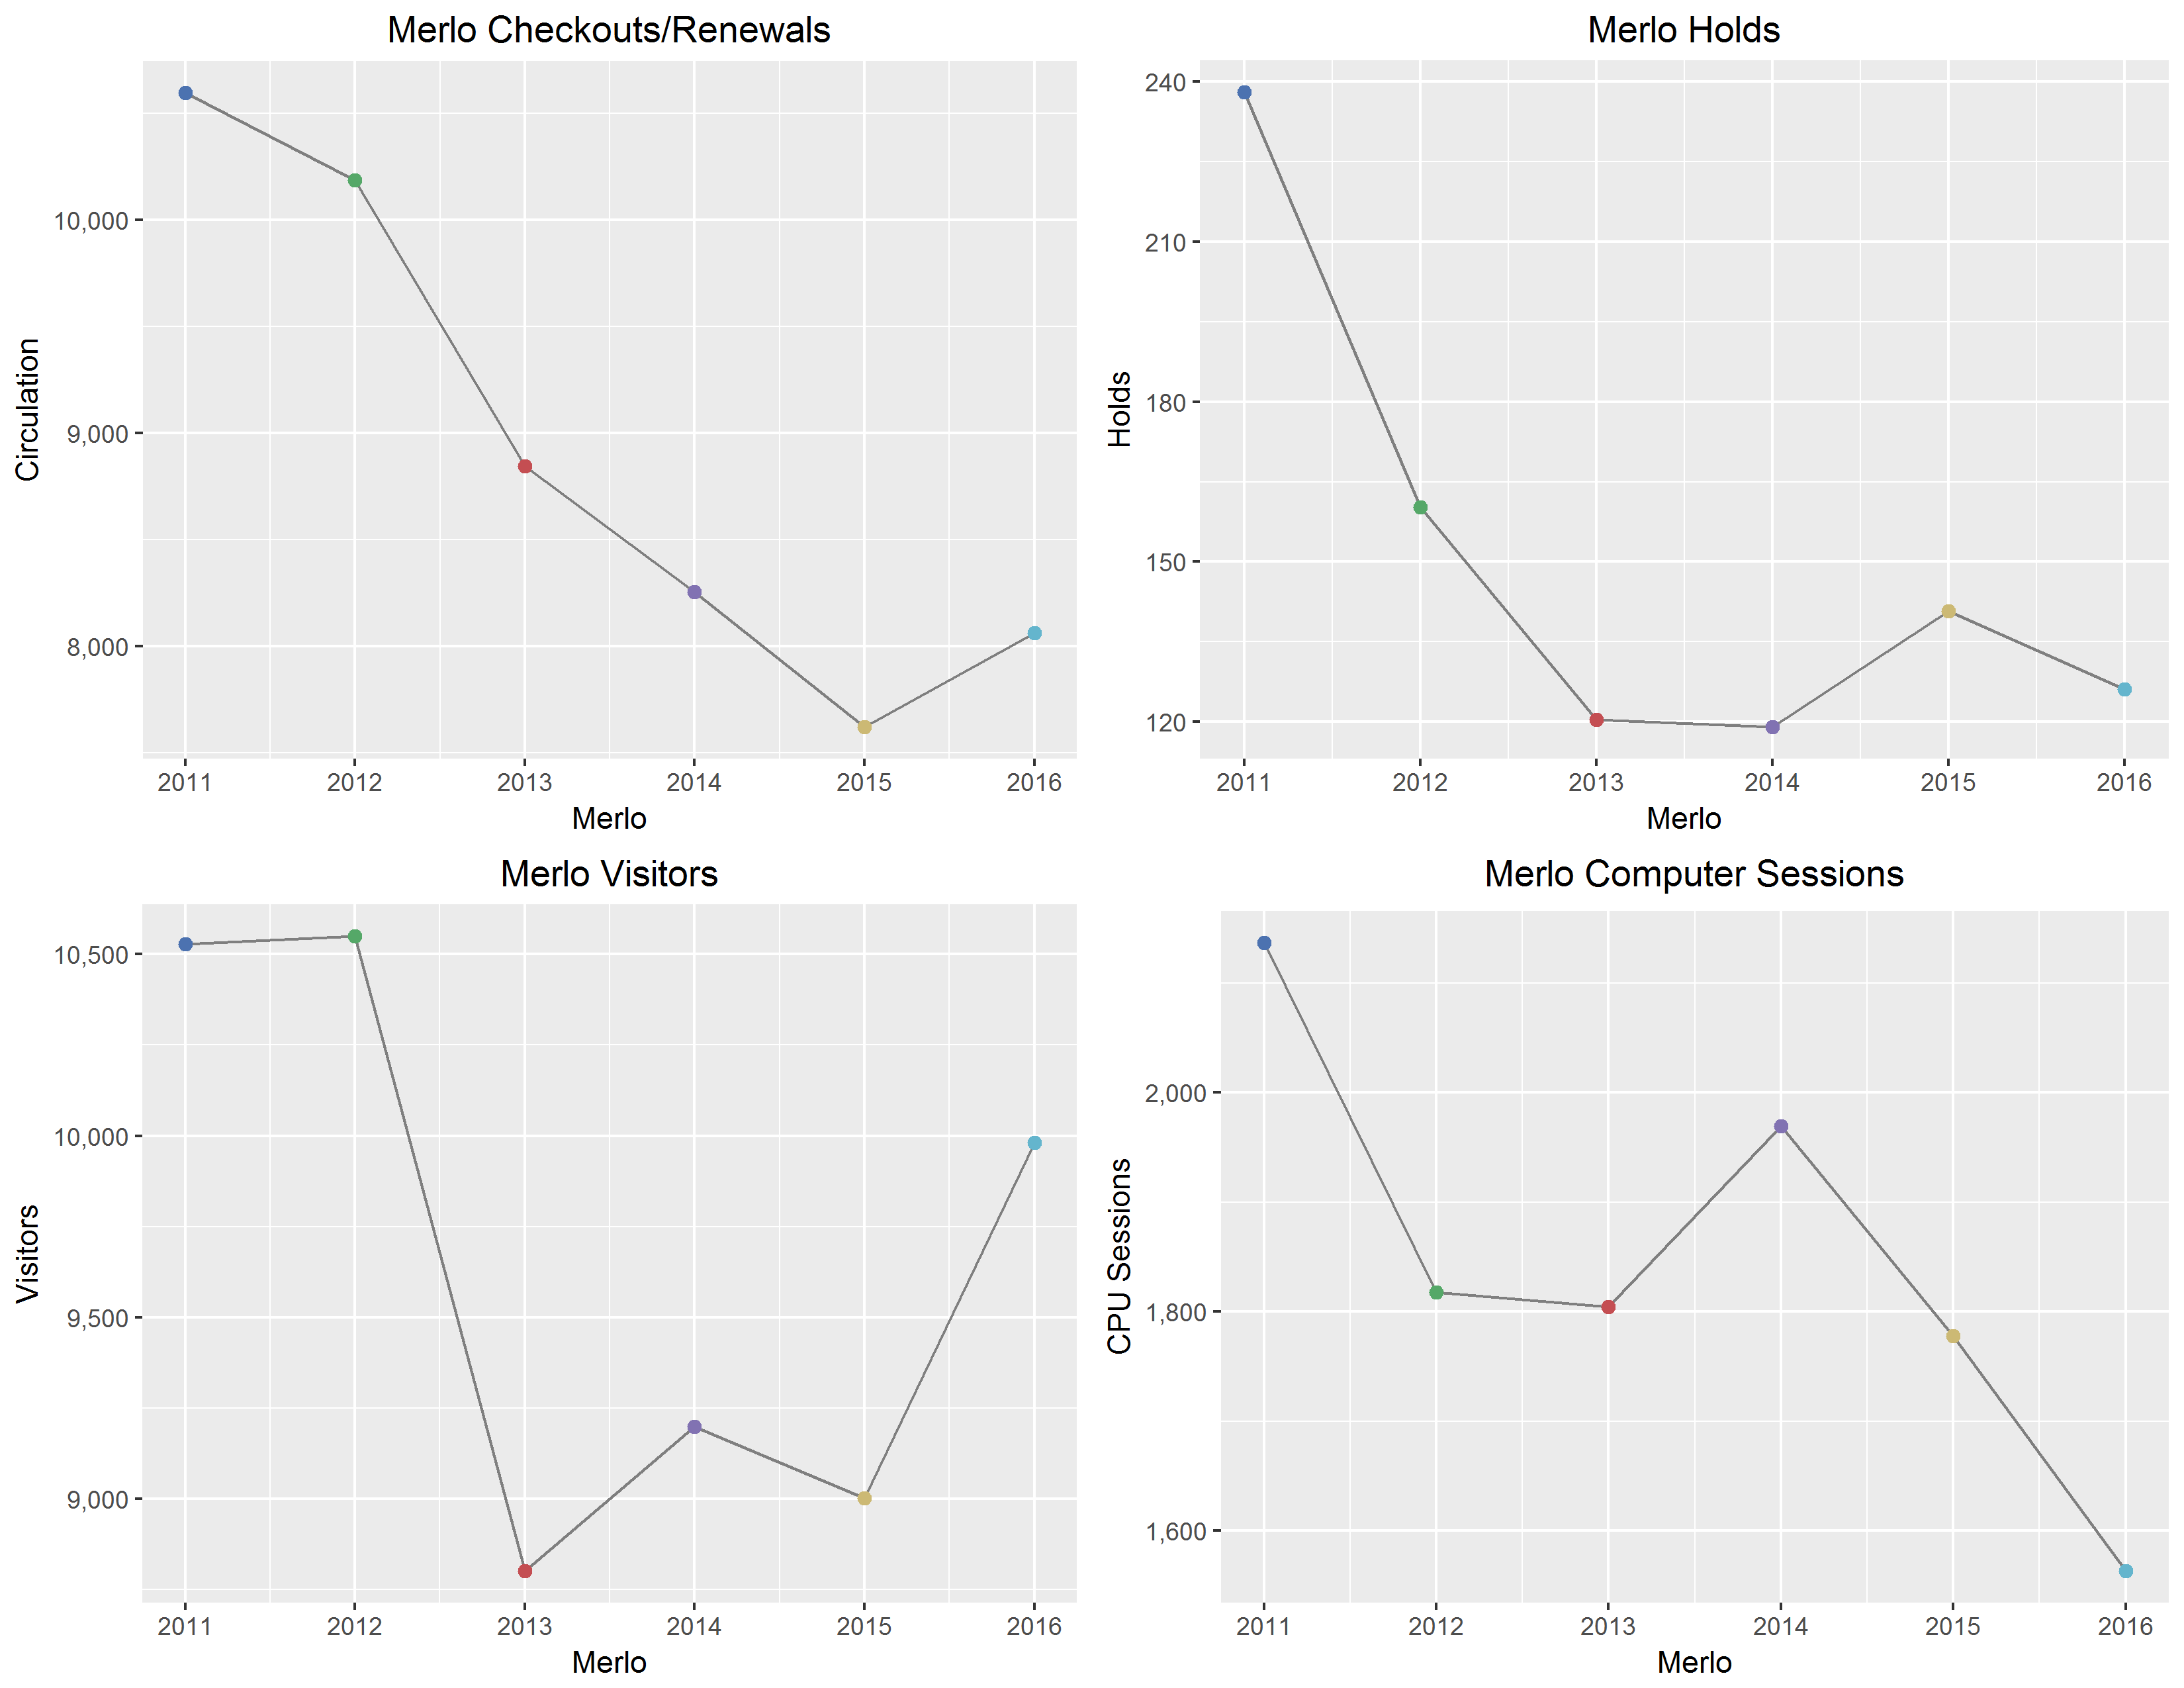 Merlo Checkouts/Renewals
Circulation
10,000
9,000
8,000
2011 2012 2013 2014 2015 2016
Merlo
Merlo Holds
Holds
240
210
180
150
120
2011 2012 2013 2014 2015 2016
Merlo
Merlo Visitors
Visitors
10,500
10,000
9,500
9,000
2011 2012 2013 2014 2015 2016
Merlo
Merlo Computer Sessions
CPU Sessions
2,000
1,800
1,600
2011 2012 2013 2014 2015 2016
Merlo